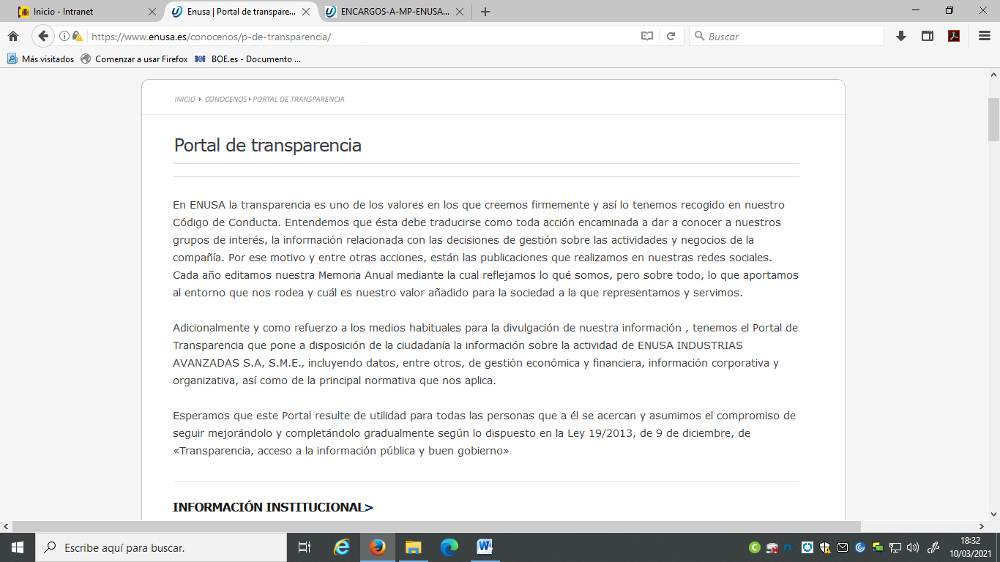 Inicio - Intranet
Enusa | Portal de transpare...
ENCARGOS-A-MP-ENUSA...
https://www.enusa.es/conocenos/p-de-transparencia/
Buscar
Más visitados
Comenzar a usar Firefox
BOE.es - Documento ...
INICIO CONOCENOS PORTAL DE TRANSPARENCIA
Portal de transparencia
En ENUSA la transparencia es uno de los valores en los que creemos firmemente y así lo tenemos recogido en nuestro
Código de Conducta. Entendemos que ésta debe traducirse como toda acción encaminada a dar a conocer a nuestros
grupos de interés, la información relacionada con las decisiones de gestión sobre las actividades y negocios de la
compañía. Por ese motivo y entre otras acciones, están las publicaciones que realizamos en nuestras redes sociales.
Cada año editamos nuestra Memoria Anual mediante la cual reflejamos lo qué somos, pero sobre todo, lo que aportamos
al entorno que nos rodea y cuál es nuestro valor añadido para la sociedad a la que representamos y servimos.
Adicionalmente y como refuerzo a los medios habituales para la divulgación de nuestra información , tenemos el Portal de
Transparencia que pone a disposición de la ciudadanía la información sobre la actividad de ENUSA INDUSTRIAS
AVANZADAS S.A, S.M.E., incluyendo datos, entre otros, de gestión económica y financiera, información corporativa y
organizativa, así como de la principal normativa que nos aplica.
Esperamos que este Portal resulte de utilidad para todas las personas que a él se acercan y asumimos el compromiso de
seguir mejorándolo y completándolo gradualmente según lo dispuesto en la Ley 19/2013, de 9 de diciembre, de
«Transparencia, acceso a la información pública y buen gobierno»
INFORMACIÓN INSTITUCIONAL>
Escribe aquí para buscar.
18:32
10/03/2021